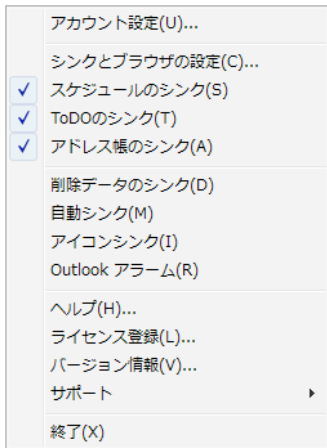 アカウント設定(U)...
シンクとブラウザの設定(C)...
スケジュールのシンク(S)
ToDOのシンク(T)
アドレス帳のシンク(A)
削除データのシンク(D)
自動シンク(M)
アイコンシンク(I)
Outlook アラーム(R)
ヘルプ(H)...
ライセンス登録(L)...
バージョン情報(V)...
サポート
終了(X)